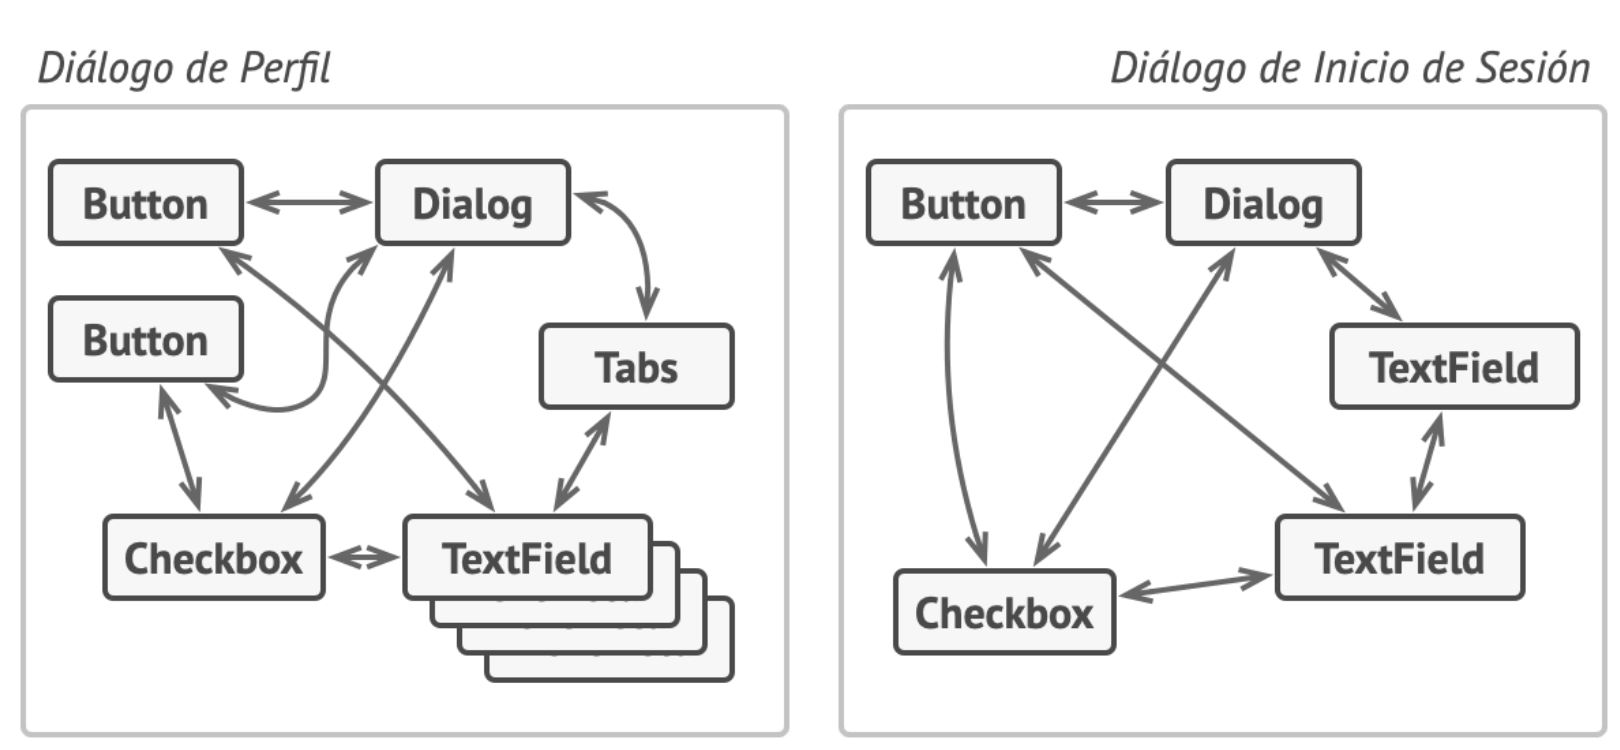 Diálogo de Perfil
Button
Dialog
Button
Tabs
Checkbox
TextField
Diálogo de Inicio de Sesión
Button
Dialog
TextField
TextField
Checkbox